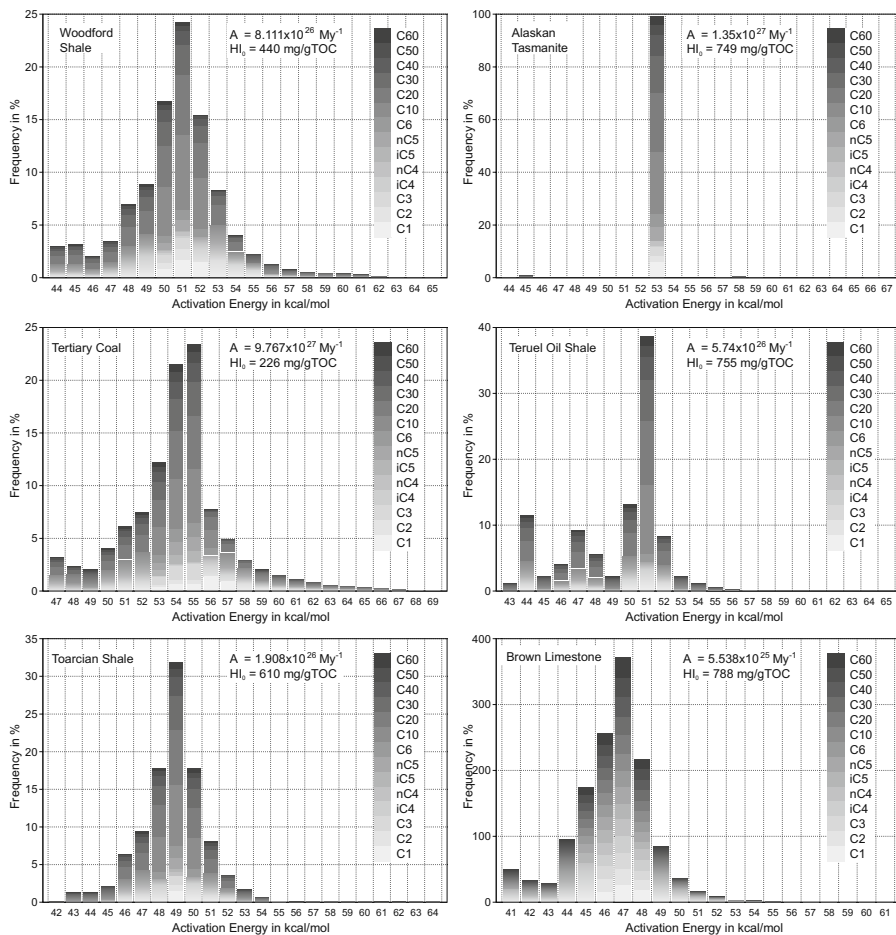 Woodford
Shale
A = 8.111x10²⁶ My⁻¹
HI₀ = 440 mg/gTOC
C60
C50
C40
C30
C20
C10
C6
nC5
iC5
nC4
iC4
C3
C2
C1
Frequency in %
25
20
15
10
5
0
44 45 46 47 48 49 50 51 52 53 54 55 56 57 58 59 60 61 62 63 64 65
Activation Energy in kcal/mol
Alaskan
Tasmanite
A = 1.35x10²⁷ My⁻¹
HI₀ = 749 mg/gTOC
C60
C50
C40
C30
C20
C10
C6
nC5
iC5
nC4
iC4
C3
C2
C1
Frequency in %
100
80
60
40
20
0
44 45 46 47 48 49 50 51 52 53 54 55 56 57 58 59 60 61 62 63 64 65 66 67
Activation Energy in kcal/mol
Tertiary Coal
A = 9.767x10²⁷ My⁻¹
HI₀ = 226 mg/gTOC
C60
C50
C40
C30
C20
C10
C6
nC5
iC5
nC4
iC4
C3
C2
C1
Frequency in %
25
20
15
10
5
0
47 48 49 50 51 52 53 54 55 56 57 58 59 60 61 62 63 64 65 66 67 68 69
Activation Energy in kcal/mol
Teruel Oil Shale
A = 5.74x10²⁶ My⁻¹
HI₀ = 755 mg/gTOC
C60
C50
C40
C30
C20
C10
C6
nC5
iC5
nC4
iC4
C3
C2
C1
Frequency in %
40
30
20
10
0
43 44 45 46 47 48 49 50 51 52 53 54 55 56 57 58 59 60 61 62 63 64 65
Activation Energy in kcal/mol
Toarcian Shale
A = 1.908x10²⁶ My⁻¹
HI₀ = 610 mg/gTOC
C60
C50
C40
C30
C20
C10
C6
nC5
iC5
nC4
iC4
C3
C2
C1
Frequency in %
35
30
25
20
15
10
5
0
42 43 44 45 46 47 48 49 50 51 52 53 54 55 56 57 58 59 60 61 62 63 64
Activation Energy in kcal/mol
Brown Limestone
A = 5.538x10²⁵ My⁻¹
HI₀ = 788 mg/gTOC
C60
C50
C40
C30
C20
C10
C6
nC5
iC5
nC4
iC4
C3
C2
C1
Frequency in %
400
300
200
100
0
41 42 43 44 45 46 47 48 49 50 51 52 53 54 55 56 57 58 59 60 61
Activation Energy in kcal/mol